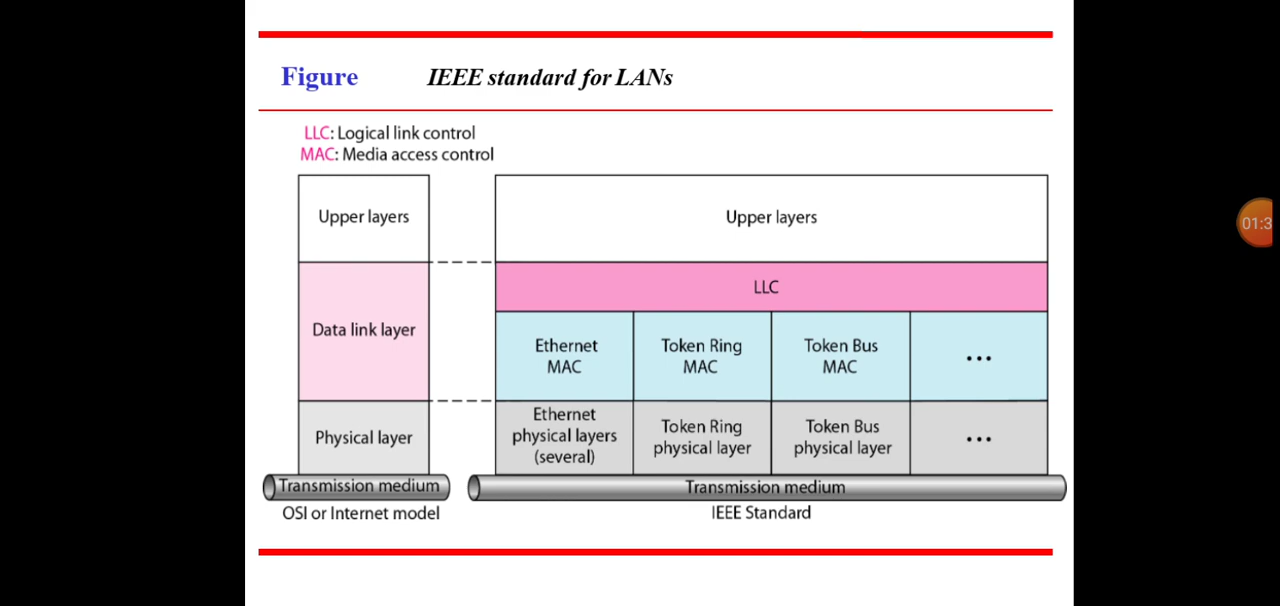 Figure IEEE standard for LANs
LLC: Logical link control
MAC: Media access control
Upper layers
Data link layer
Physical layer
Transmission medium
OSI or Internet model
Upper layers
LLC
Ethernet
MAC
Token Ring
MAC
Token Bus
MAC
...
Ethernet
physical layers
(several)
Token Ring
physical layer
Token Bus
physical layer
...
Transmission medium
IEEE Standard